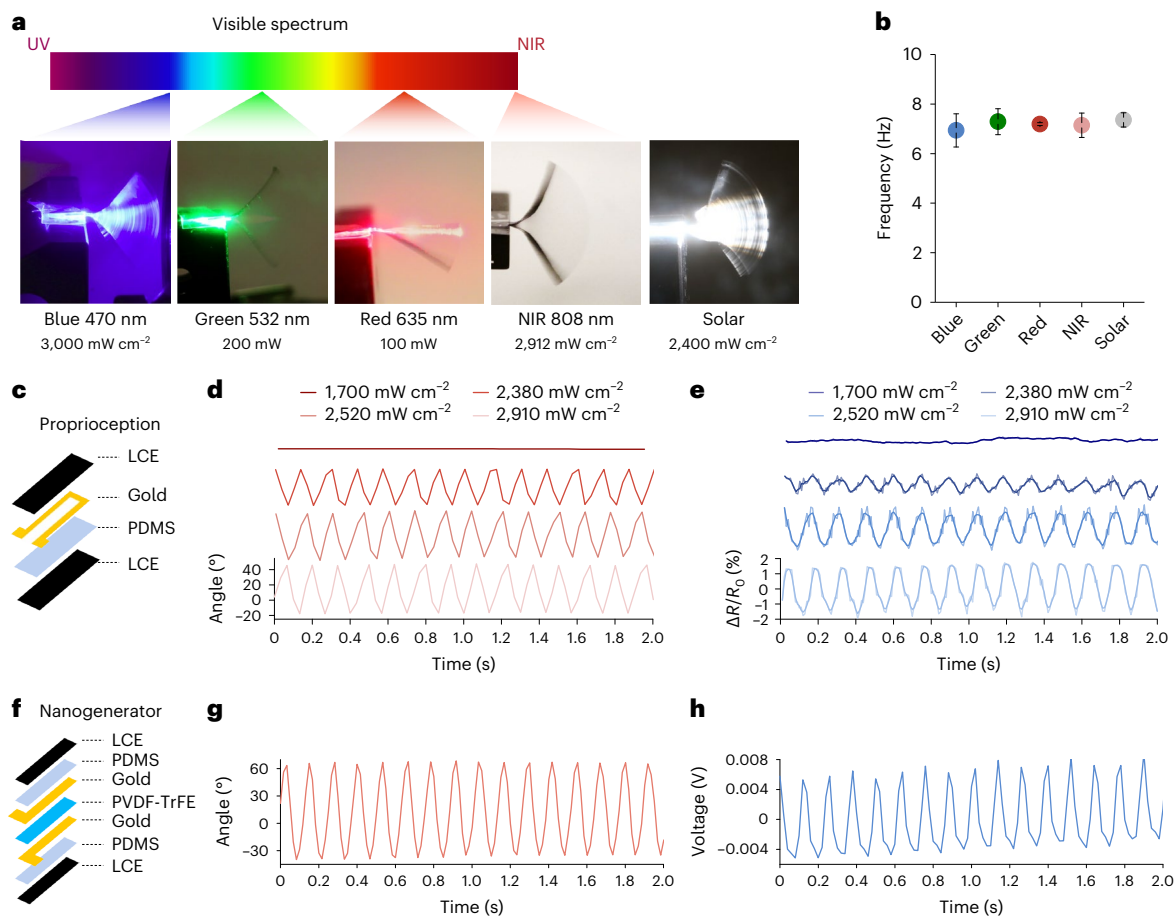 a
Visible spectrum
UV
NIR
Blue 470 nm
3,000 mW cm⁻²
Green 532 nm
200 mW
Red 635 nm
100 mW
NIR 808 nm
2,912 mW cm⁻²
Solar
2,400 mW cm⁻²
b
Frequency (Hz)
10
8
6
4
2
0
Blue
Green
Red
NIR
Solar
c
Proprioception
LCE
Gold
PDMS
LCE
d
1,700 mW cm⁻²
2,380 mW cm⁻²
2,520 mW cm⁻²
2,910 mW cm⁻²
Angle (°)
40
20
0
−20
0 0.2 0.4 0.6 0.8 1.0 1.2 1.4 1.6 1.8 2.0
Time (s)
e
1,700 mW cm⁻²
2,380 mW cm⁻²
2,520 mW cm⁻²
2,910 mW cm⁻²
ΔR/R₀ (%)
2
1
0
−1
−2
0 0.2 0.4 0.6 0.8 1.0 1.2 1.4 1.6 1.8 2.0
Time (s)
f
Nanogenerator
LCE
PDMS
Gold
PVDF-TrFE
Gold
PDMS
LCE
g
Angle (°)
60
30
0
−30
0 0.2 0.4 0.6 0.8 1.0 1.2 1.4 1.6 1.8 2.0
Time (s)
h
Voltage (V)
0.008
0.004
0
−0.004
0 0.2 0.4 0.6 0.8 1.0 1.2 1.4 1.6 1.8 2.0
Time (s)